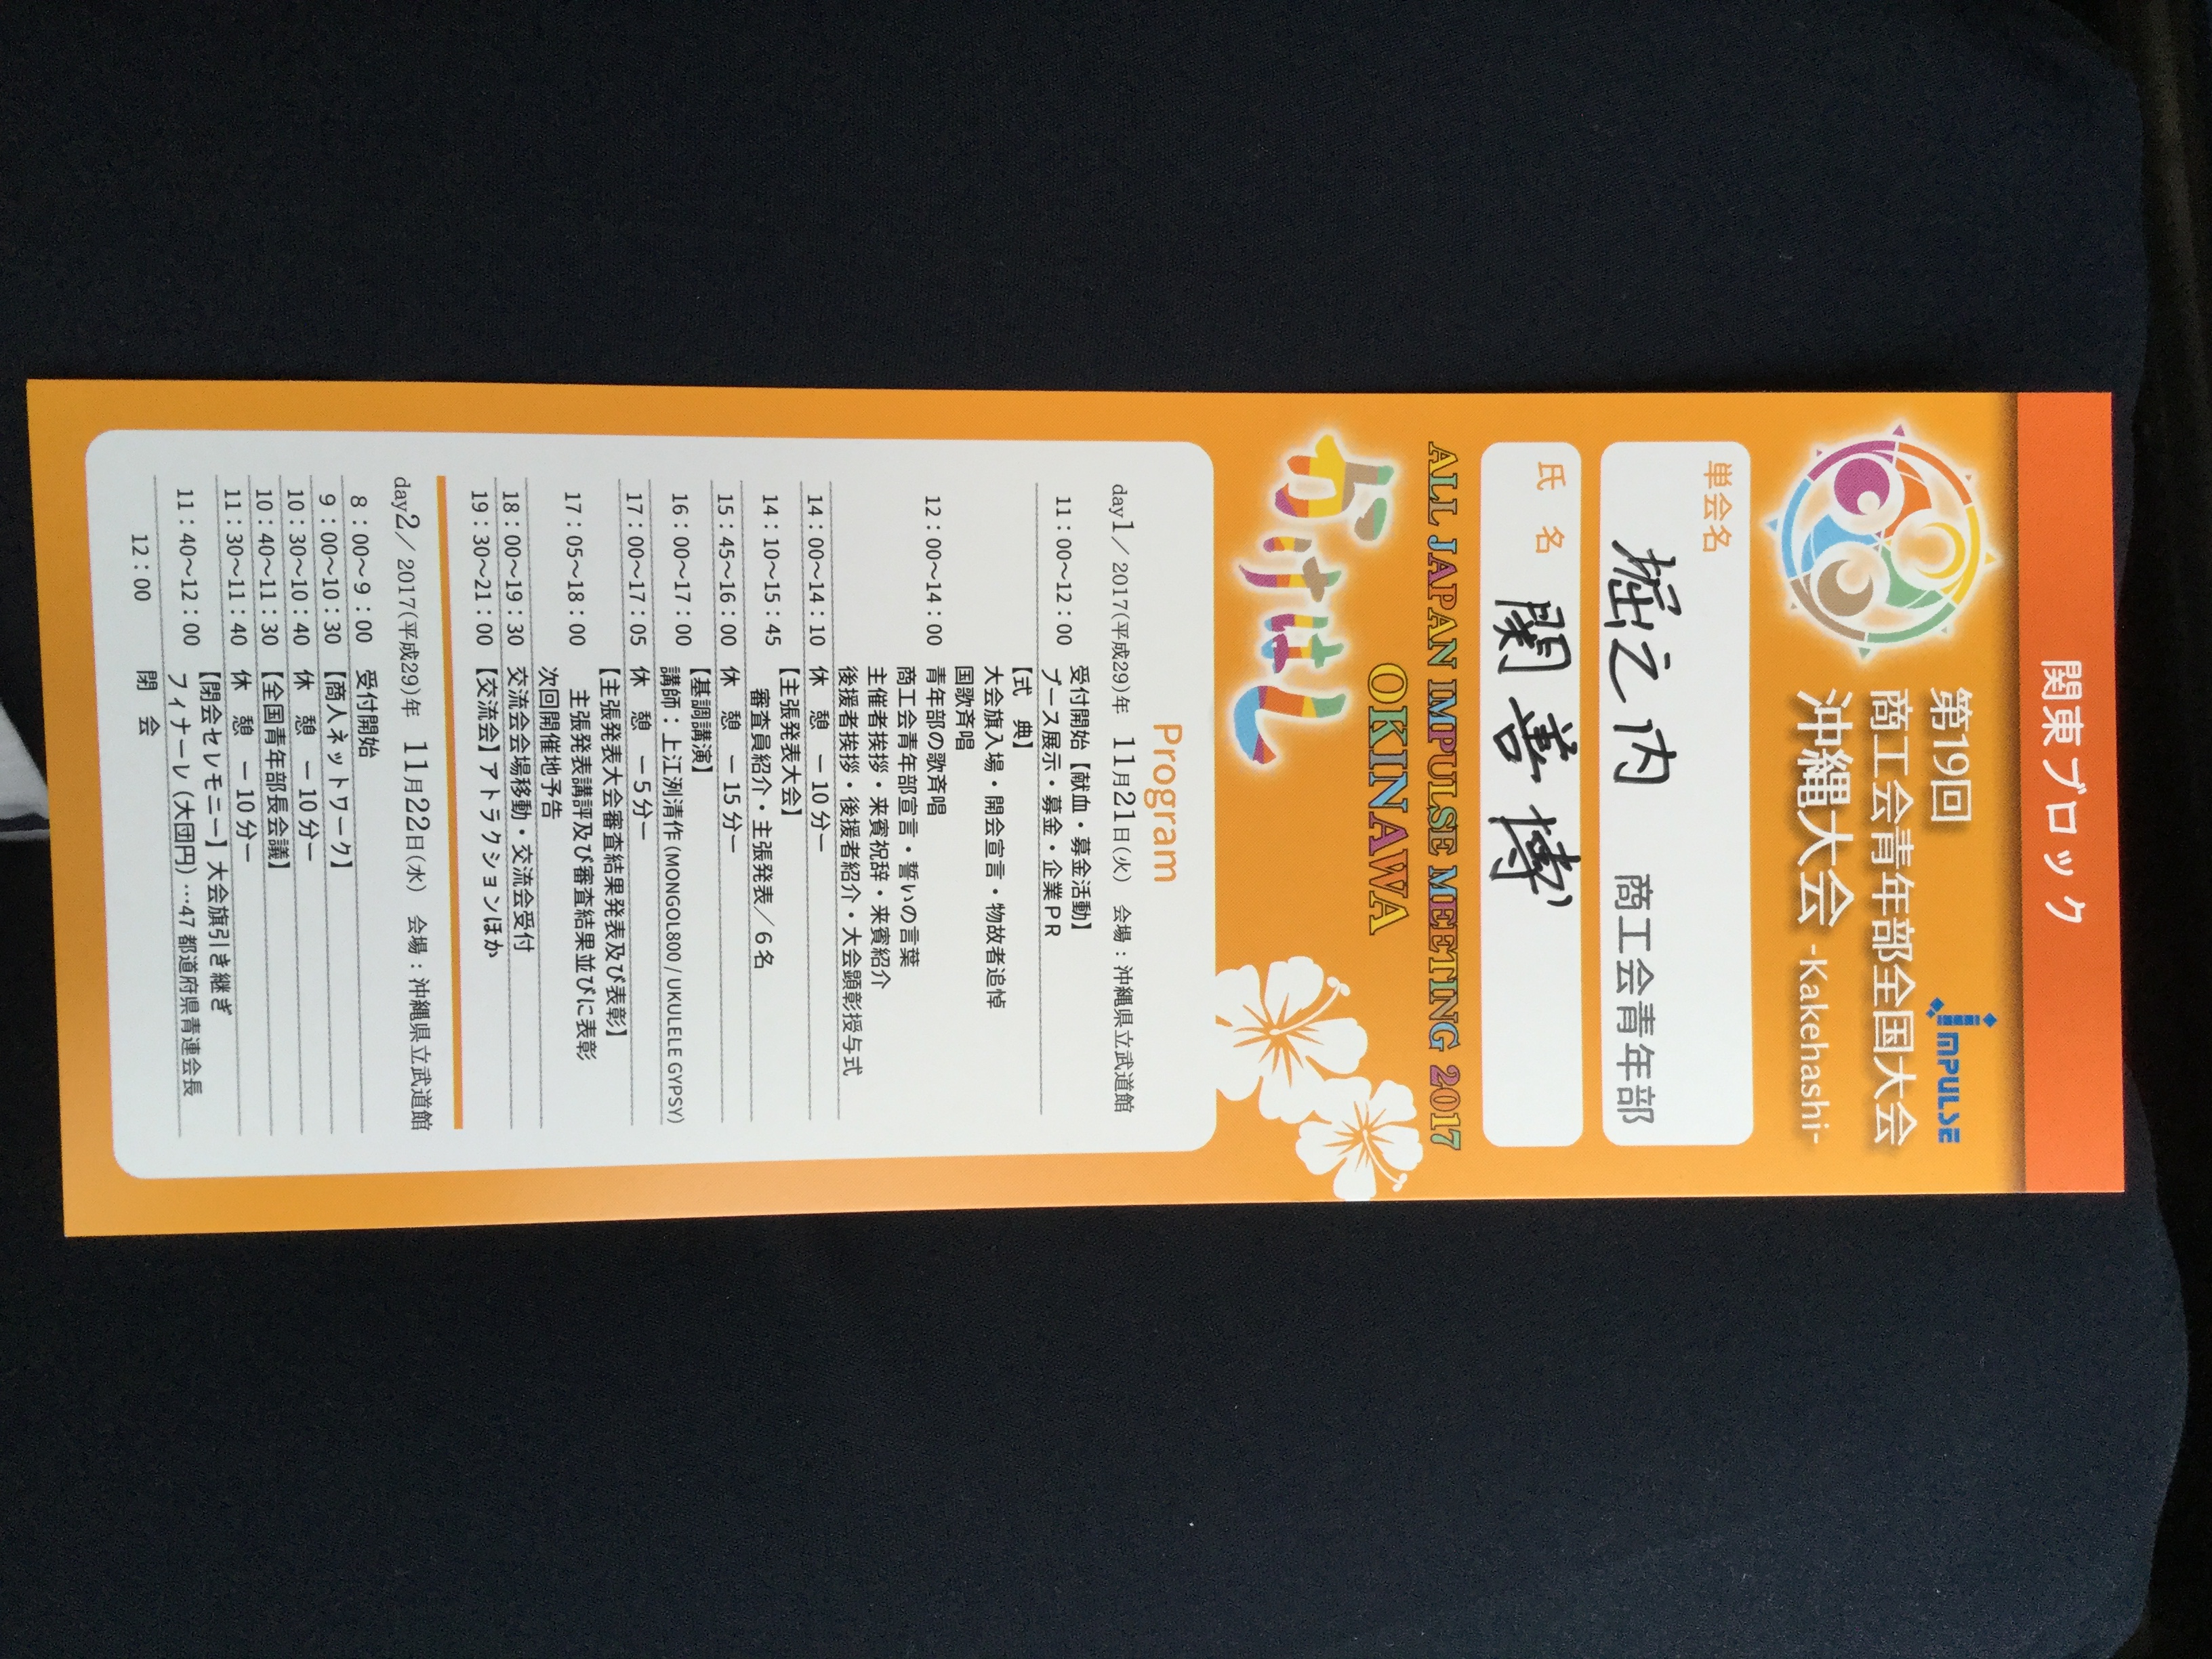 関東ブロック
第19回
IMPULSE
商工会青年部全国大会
沖縄大会 -Kakehashi-
単会名
堀之内 商工会青年部
氏 名
関 善博
ALL JAPAN IMPULSE MEETING 2017
OKINAWA
かけはし
Program
day1／2017(平成29)年 11月21日(火) 会場：沖縄県立武道館
11：00～12：00 受付開始【献血・募金活動】
ブース展示・募金・企業PR
【式 典】
大会旗入場・開会宣言・物故者追悼
国歌斉唱
12：00～14：00 青年部の歌斉唱
商工会青年部宣言・誓いの言葉
主催者挨拶・来賓祝辞・来賓紹介
後援者挨拶・後援者紹介・大会顕彰授与式
14：00～14：10 休 憩 ー10分ー
【主張発表大会】
14：10～15：45 審査員紹介・主張発表／6名
15：45～16：00 休 憩 ー15分ー
【基調講演】
16：00～17：00 講師：上江洌清作(MONGOL800 / UKULELE GYPSY)
17：00～17：05 休 憩 ー5分ー
【主張発表大会審査結果発表及び表彰】
17：05～18：00 主張発表講評及び審査結果並びに表彰
次回開催地予告
18：00～19：30 交流会会場移動・交流会受付
19：30～21：00 【交流会】アトラクションほか
day2／2017(平成29)年 11月22日(水) 会場：沖縄県立武道館
8：00～9：00 受付開始
9：00～10：30 【商人ネットワーク】
10：30～10：40 休 憩 ー10分ー
10：40～11：30 【全国青年部長会議】
11：30～11：40 休 憩 ー10分ー
【閉会セレモニー】大会旗引き継ぎ
11：40～12：00 フィナーレ（大団円）…47都道府県青連会長
12：00 閉 会